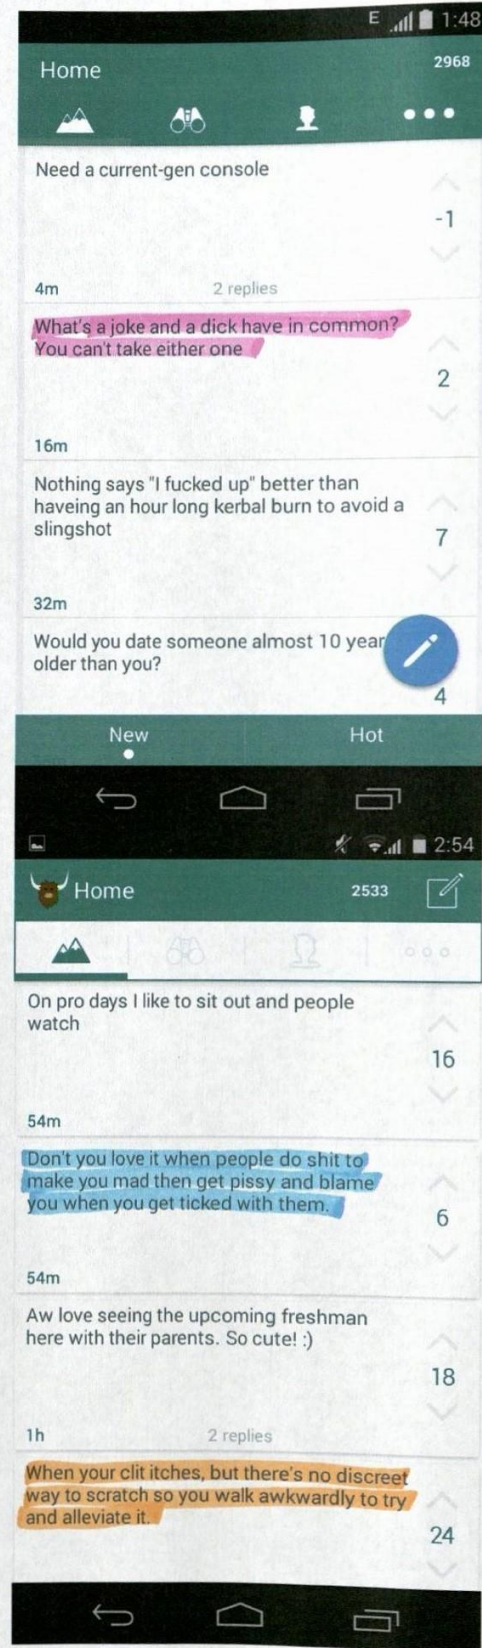 E 1:48
Home 2968
Need a current-gen console
-1
4m 2 replies
What's a joke and a dick have in common?
You can't take either one
2
16m
Nothing says "I fucked up" better than
haveing an hour long kerbal burn to avoid a
slingshot
7
32m
Would you date someone almost 10 year
older than you?
4
New Hot
2:54
Home 2533
On pro days I like to sit out and people
watch
16
54m
Don't you love it when people do shit to
make you mad then get pissy and blame
you when you get ticked with them.
6
54m
Aw love seeing the upcoming freshman
here with their parents. So cute! :)
18
1h 2 replies
When your clit itches, but there's no discreet
way to scratch so you walk awkwardly to try
and alleviate it.
24